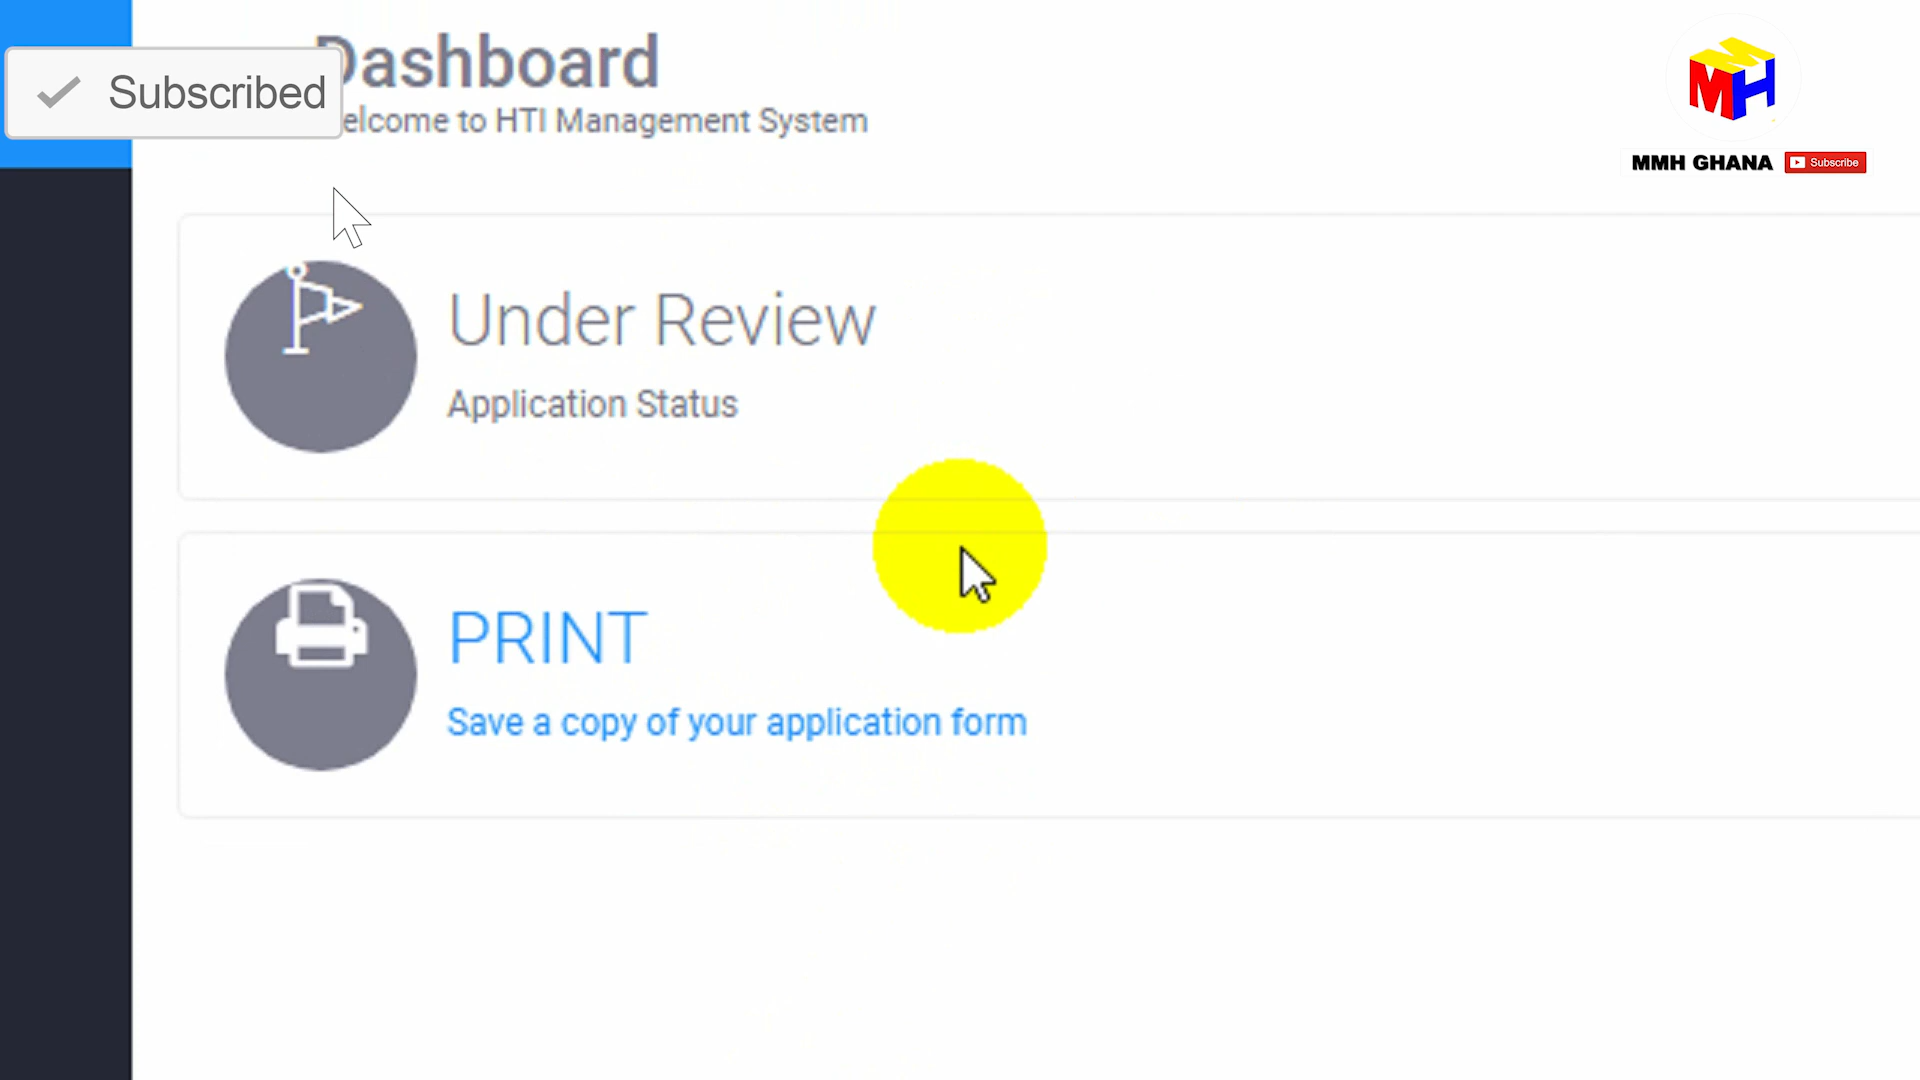 Dashboard
Subscribed
elcome to HTI Management System
MMH GHANA
Subscribe
Under Review
Application Status
PRINT
Save a copy of your application form